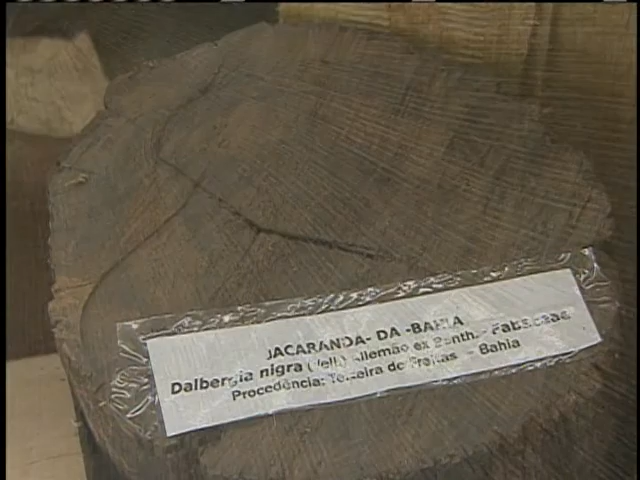 JACARANDA- DA -BAHIA
Dalbergia nigra (Vell.) Allemão ex Benth. - Fabaceae
Procedência: Teixeira de Freitas - Bahia